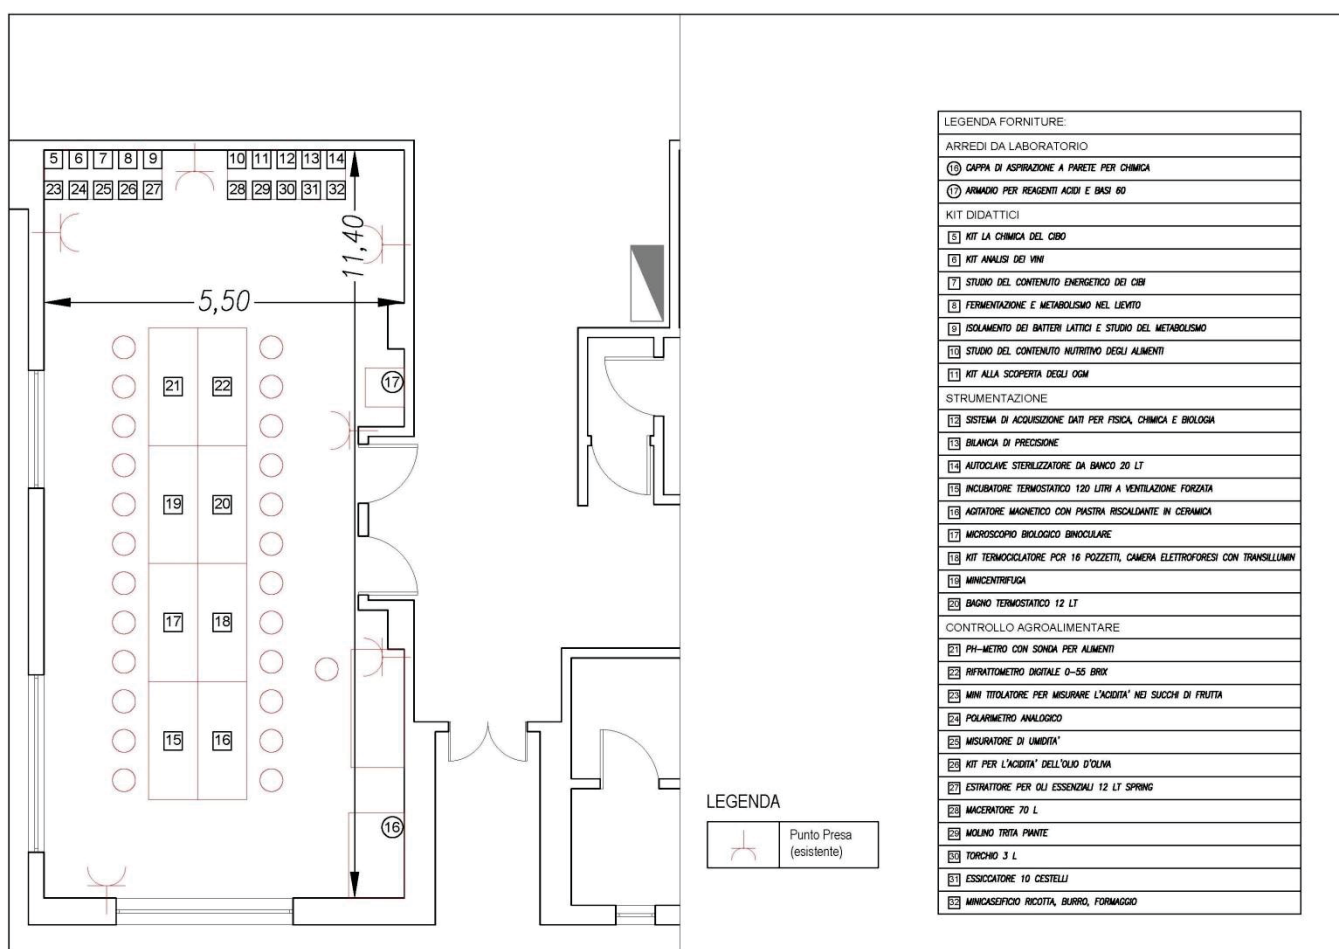 5 6 7 8 9 10 11 12 13 14
23 24 25 26 27 28 29 30 31 32
11,40
5,50
21 22 17
19 20
17 18
15 16
16
LEGENDA
Punto Presa
(esistente)
LEGENDA FORNITURE:
ARREDI DA LABORATORIO
16 CAPPA DI ASPIRAZIONE A PARETE PER CHIMICA
17 ARMADIO PER REAGENTI ACIDI E BASI 60
KIT DIDATTICI
5 KIT LA CHIMICA DEL CIBO
6 KIT ANALISI DEI VINI
7 STUDIO DEL CONTENUTO ENERGETICO DEI CIBI
8 FERMENTAZIONE E METABOLISMO NEL LIEVITO
9 ISOLAMENTO DEI BATTERI LATTICI E STUDIO DEL METABOLISMO
10 STUDIO DEL CONTENUTO NUTRITIVO DEGLI ALIMENTI
11 KIT ALLA SCOPERTA DEGLI OGM
STRUMENTAZIONE
12 SISTEMA DI ACQUISIZIONE DATI PER FISICA, CHIMICA E BIOLOGIA
13 BILANCIA DI PRECISIONE
14 AUTOCLAVE STERILIZZATORE DA BANCO 20 LT
15 INCUBATORE TERMOSTATICO 120 LITRI A VENTILAZIONE FORZATA
16 AGITATORE MAGNETICO CON PIASTRA RISCALDANTE IN CERAMICA
17 MICROSCOPIO BIOLOGICO BINOCULARE
18 KIT TERMOCICLATORE PCR 16 POZZETTI, CAMERA ELETTROFORESI CON TRANSILLUMIN
19 MINICENTRIFUGA
20 BAGNO TERMOSTATICO 12 LT
CONTROLLO AGROALIMENTARE
21 PH-METRO CON SONDA PER ALIMENTI
22 RIFRATTOMETRO DIGITALE 0-55 BRIX
23 MINI TITOLATORE PER MISURARE L'ACIDITA' NEI SUCCHI DI FRUTTA
24 POLARIMETRO ANALOGICO
25 MISURATORE DI UMIDITA'
26 KIT PER L'ACIDITA' DELL'OLIO D'OLIVA
27 ESTRATTORE PER OLI ESSENZIALI 12 LT SPRING
28 MACERATORE 70 L
29 MOLINO TRITA PIANTE
30 TORCHIO 3 L
31 ESSICCATORE 10 CESTELLI
32 MINICASEIFICIO RICOTTA, BURRO, FORMAGGIO